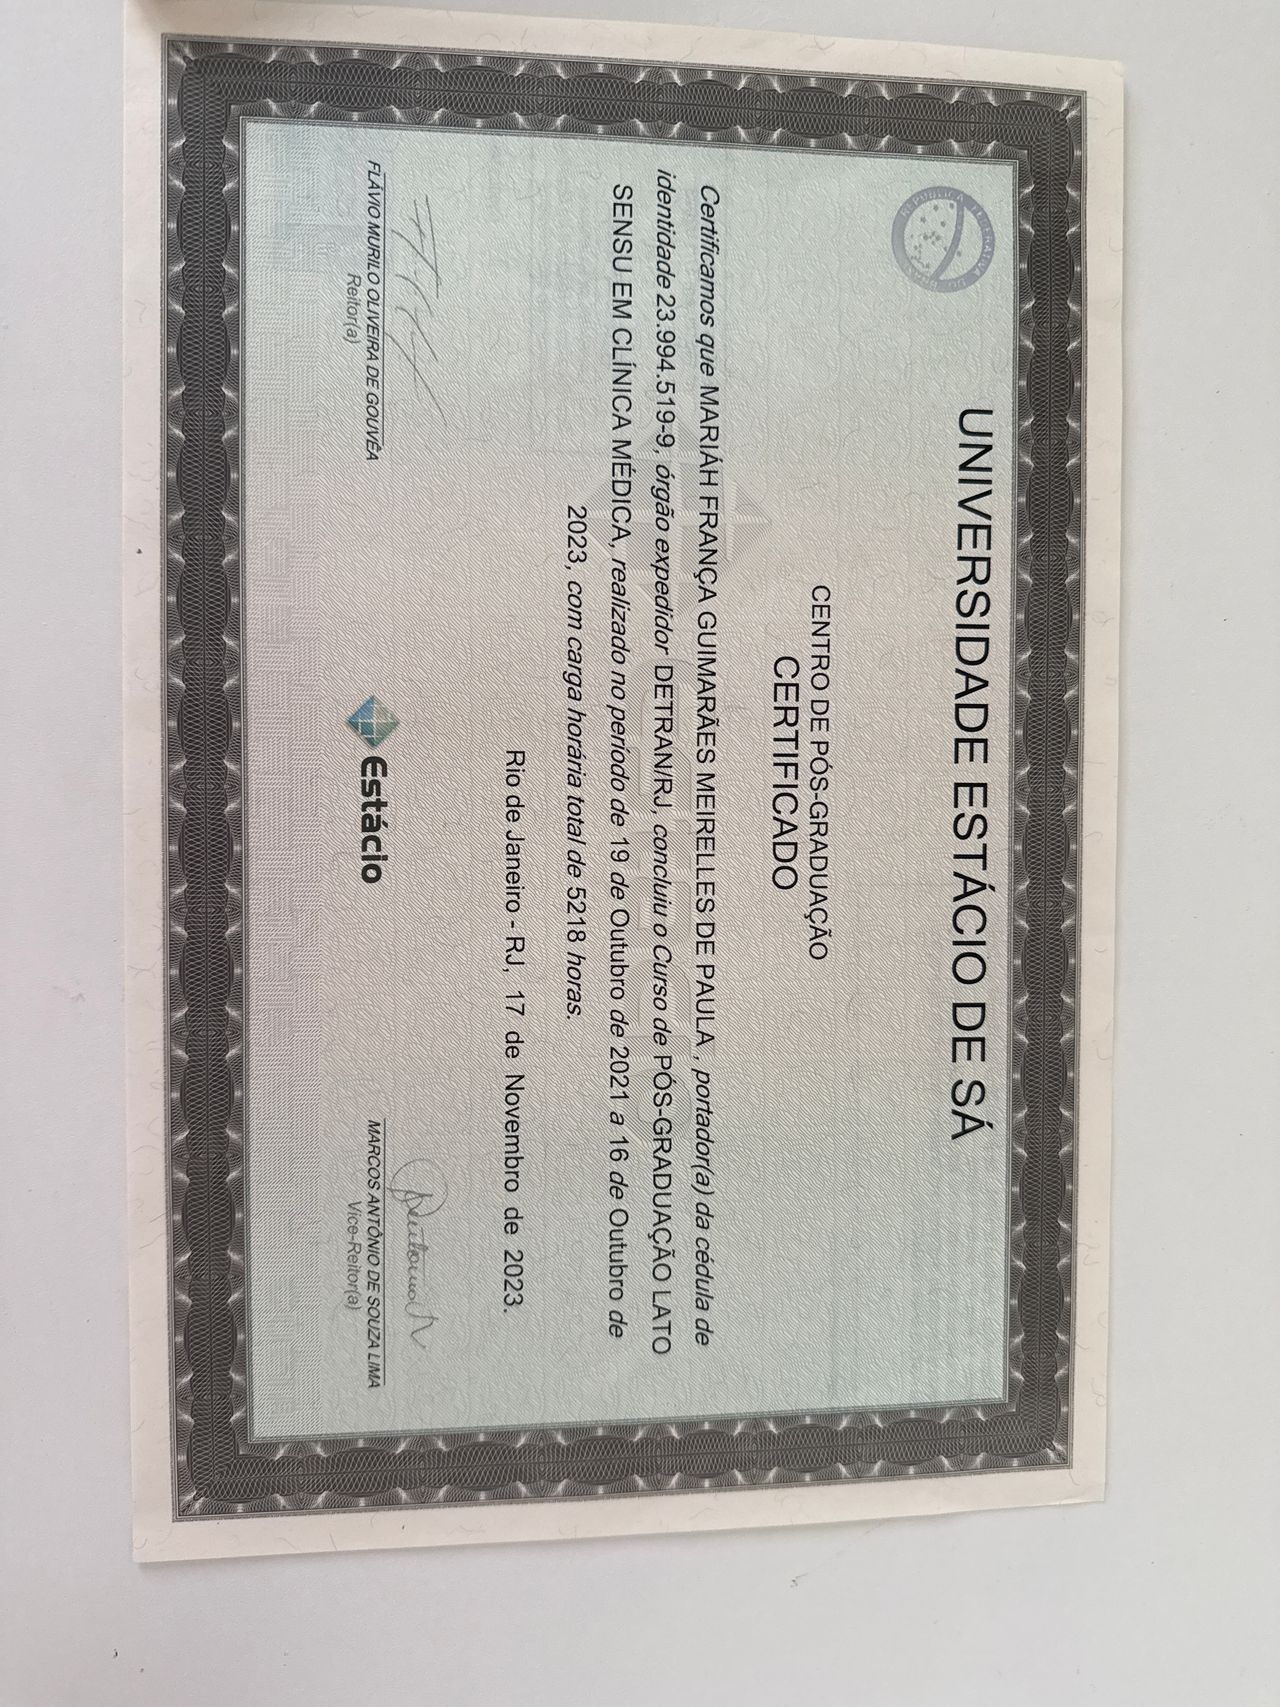 UNIVERSIDADE ESTÁCIO DE SÁ
REPÚBLICA FEDERATIVA DO BRASIL
CENTRO DE PÓS-GRADUAÇÃO
CERTIFICADO
Certificamos que MARIÁH FRANÇA GUIMARÃES MEIRELLES DE PAULA , portador(a) da cédula de
identidade 23.994.519-9, órgão expedidor DETRAN/RJ, concluiu o Curso de PÓS-GRADUAÇÃO LATO
SENSU EM CLÍNICA MÉDICA, realizado no período de 19 de Outubro de 2021 a 16 de Outubro de
2023, com carga horária total de 5218 horas.
Rio de Janeiro - RJ, 17 de Novembro de 2023.
FLÁVIO MURILO OLIVEIRA DE GOUVÊA
Reitor(a)
Estácio
MARCOS ANTÔNIO DE SOUZA LIMA
Vice-Reitor(a)